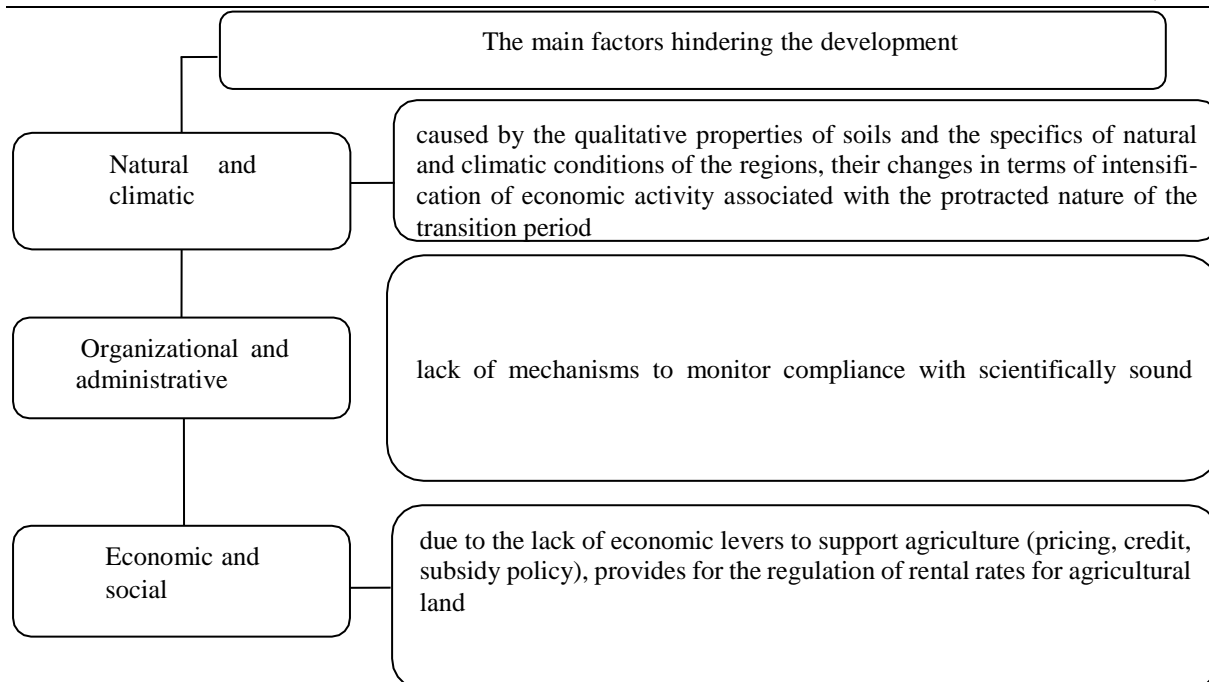 The main factors hindering the development
Natural and
climatic
caused by the qualitative properties of soils and the specifics of natural
and climatic conditions of the regions, their changes in terms of intensifi-
cation of economic activity associated with the protracted nature of the
transition period
Organizational and
administrative
lack of mechanisms to monitor compliance with scientifically sound
Economic and
social
due to the lack of economic levers to support agriculture (pricing, credit,
subsidy policy), provides for the regulation of rental rates for agricultural
land